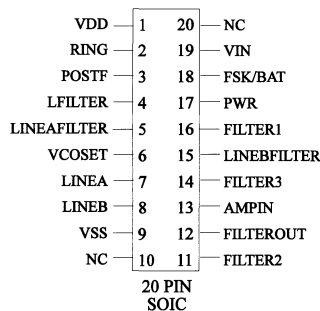 VDD 1 20 NC
RING 2 19 VIN
POSTF 3 18 FSK/BAT
LFILTER 4 17 PWR
LINEAFILTER 5 16 FILTER1
VCOSET 6 15 LINEBFILTER
LINEA 7 14 FILTER3
LINEB 8 13 AMPIN
VSS 9 12 FILTEROUT
NC 10 11 FILTER2
20 PIN
SOIC